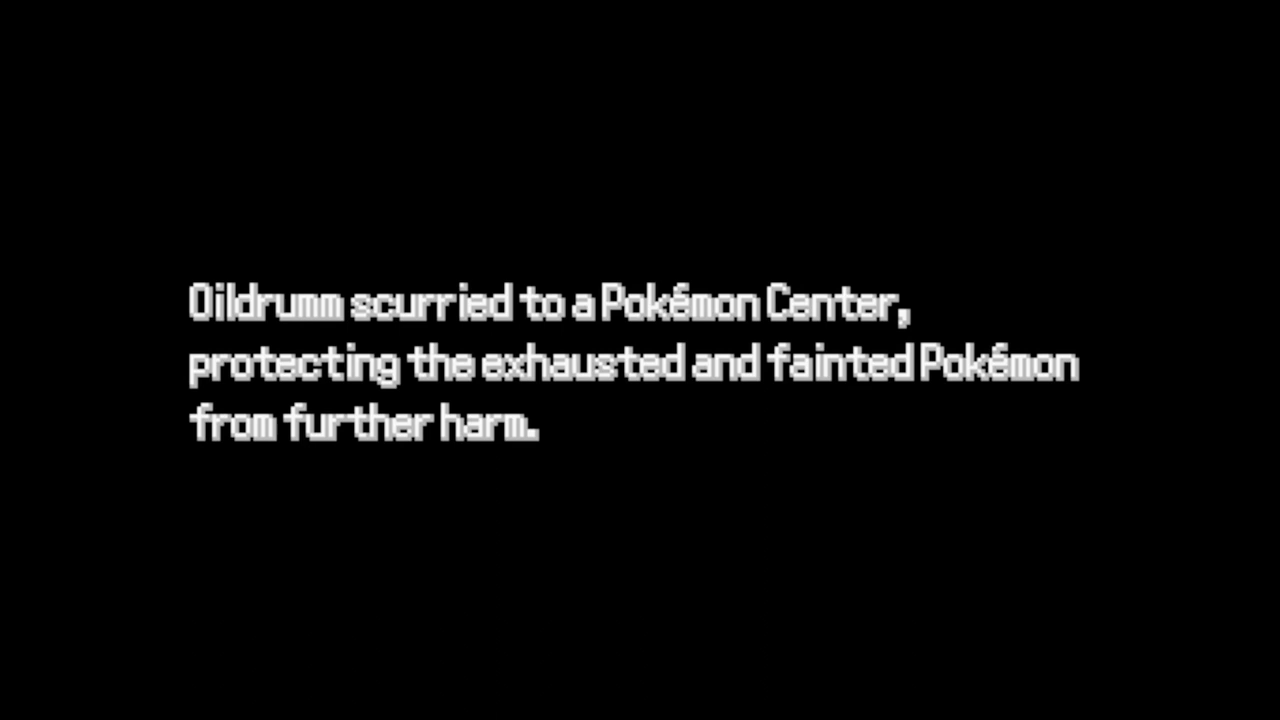 Oildrumm scurried to a Pokémon Center,
protecting the exhausted and fainted Pokémon
from further harm.